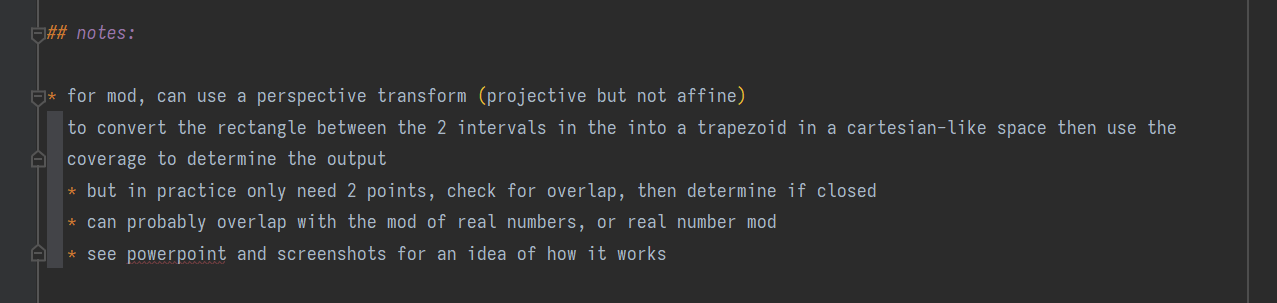 ## notes:
* for mod, can use a perspective transform (projective but not affine)
to convert the rectangle between the 2 intervals in the into a trapezoid in a cartesian-like space then use the
coverage to determine the output
* but in practice only need 2 points, check for overlap, then determine if closed
* can probably overlap with the mod of real numbers, or real number mod
* see powerpoint and screenshots for an idea of how it works